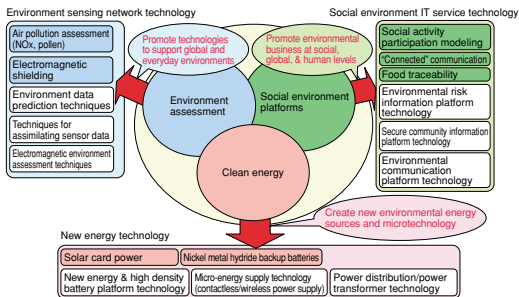 Environment sensing network technology
Air pollution assessment
(NOx, pollen)
Electromagnetic
shielding
Environment data
prediction techniques
Techniques for
assimilating sensor data
Electromagnetic environment
assessment techniques
Promote technologies
to support global and
everyday environments
Promote environmental
business at social,
global, & human levels
Environment
assessment
Social environment
platforms
Clean energy
Social environment IT service technology
Social activity
participation modeling
"Connected" communication
Food traceability
Environmental risk
information platform
technology
Secure community information
platform technology
Environmental
communication
platform technology
Create new environmental energy
sources and microtechnology
New energy technology
Solar card power
Nickel metal hydride backup batteries
New energy & high density
battery platform technology
Micro-energy supply technology
(contactless/wireless power supply)
Power distribution/power
transformer technology